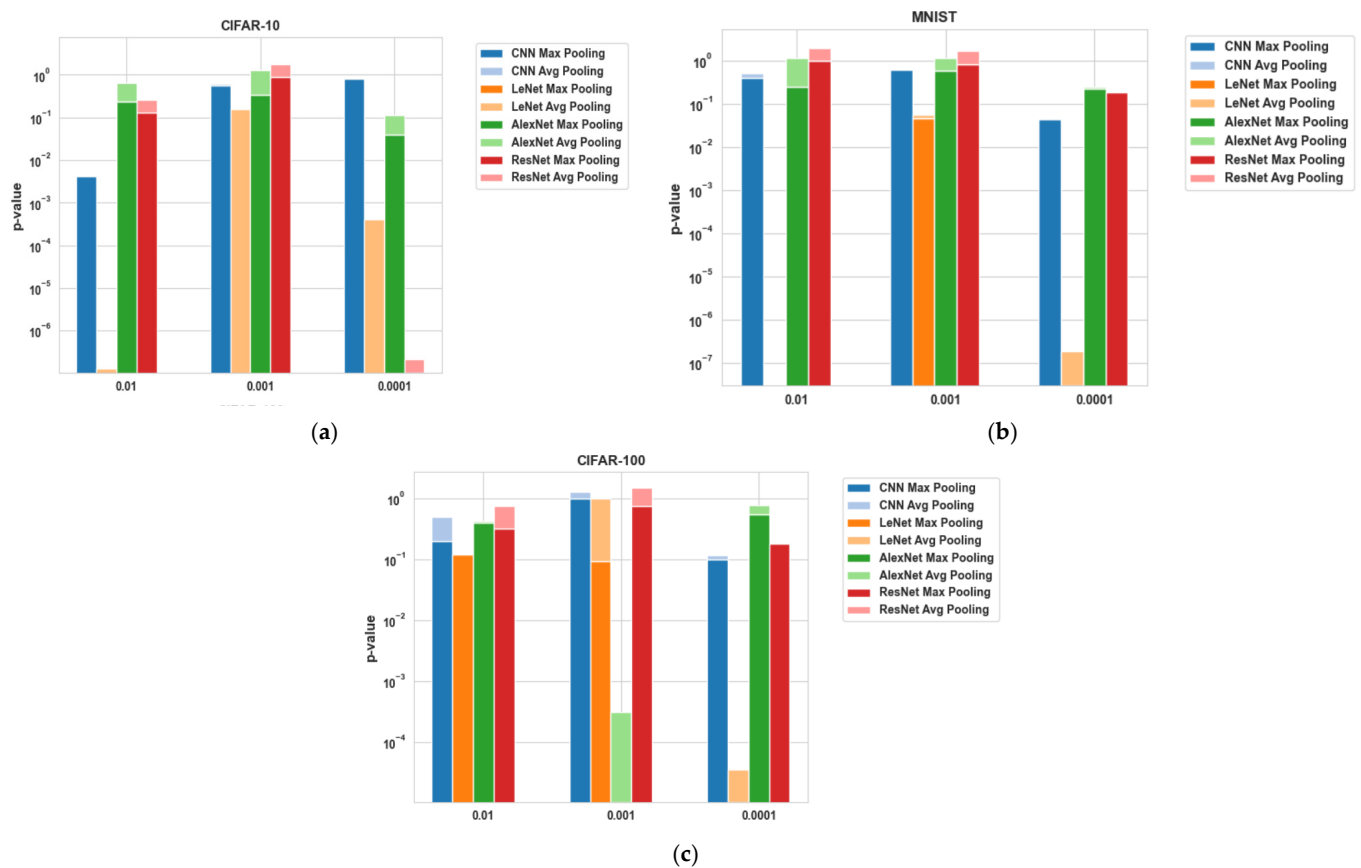 CIFAR-10
p-value
10⁰
10⁻¹
10⁻²
10⁻³
10⁻⁴
10⁻⁵
10⁻⁶
0.01 0.001 0.0001
CNN Max Pooling
CNN Avg Pooling
LeNet Max Pooling
LeNet Avg Pooling
AlexNet Max Pooling
AlexNet Avg Pooling
ResNet Max Pooling
ResNet Avg Pooling
(a)
MNIST
p-value
10⁰
10⁻¹
10⁻²
10⁻³
10⁻⁴
10⁻⁵
10⁻⁶
10⁻⁷
0.01 0.001 0.0001
CNN Max Pooling
CNN Avg Pooling
LeNet Max Pooling
LeNet Avg Pooling
AlexNet Max Pooling
AlexNet Avg Pooling
ResNet Max Pooling
ResNet Avg Pooling
(b)
CIFAR-100
p-value
10⁰
10⁻¹
10⁻²
10⁻³
10⁻⁴
0.01 0.001 0.0001
CNN Max Pooling
CNN Avg Pooling
LeNet Max Pooling
LeNet Avg Pooling
AlexNet Max Pooling
AlexNet Avg Pooling
ResNet Max Pooling
ResNet Avg Pooling
(c)